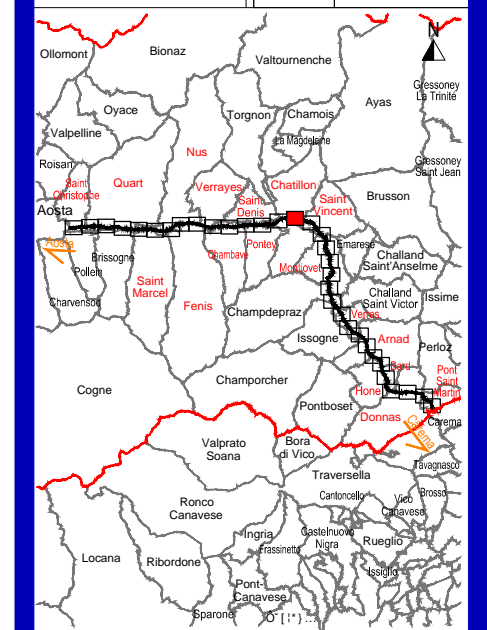 N
Ollomont
Bionaz
Valtournenche
Ayas
Gressoney
La Trinité
Oyace
Torgnon
Chamois
Valpelline
La Magdeleine
Nus
Roisan
Gressoney
Saint Jean
Saint
Christophe
Quart
Verrayes
Chatillon
Brusson
Saint
Denis
Saint
Vincent
Aosta
Aosta
Emarese
Pontey
Chambave
Brissogne
Challand
Saint'Anselme
Pollem
Montjovet
Saint
Marcel
Challand
Saint Victor
Issime
Charvensod
Fenis
Champdepraz
Verres
Issogne
Arnad
Perloz
Bard
Pont
Saint
Martin
Champorcher
Cogne
Hone
Pontboset
Donnas
Carema
Carema
Valprato
Soana
Bora
di Vico
Tavagnasco
Traversella
Cantoncello
Brosso
Vico
Canavese
Ronco
Canavese
Ingria
Castelnuovo
Nigra
Rueglio
Frassinetto
Locana
Ribordone
Issiglio
Pont-
Canavese
Sparone